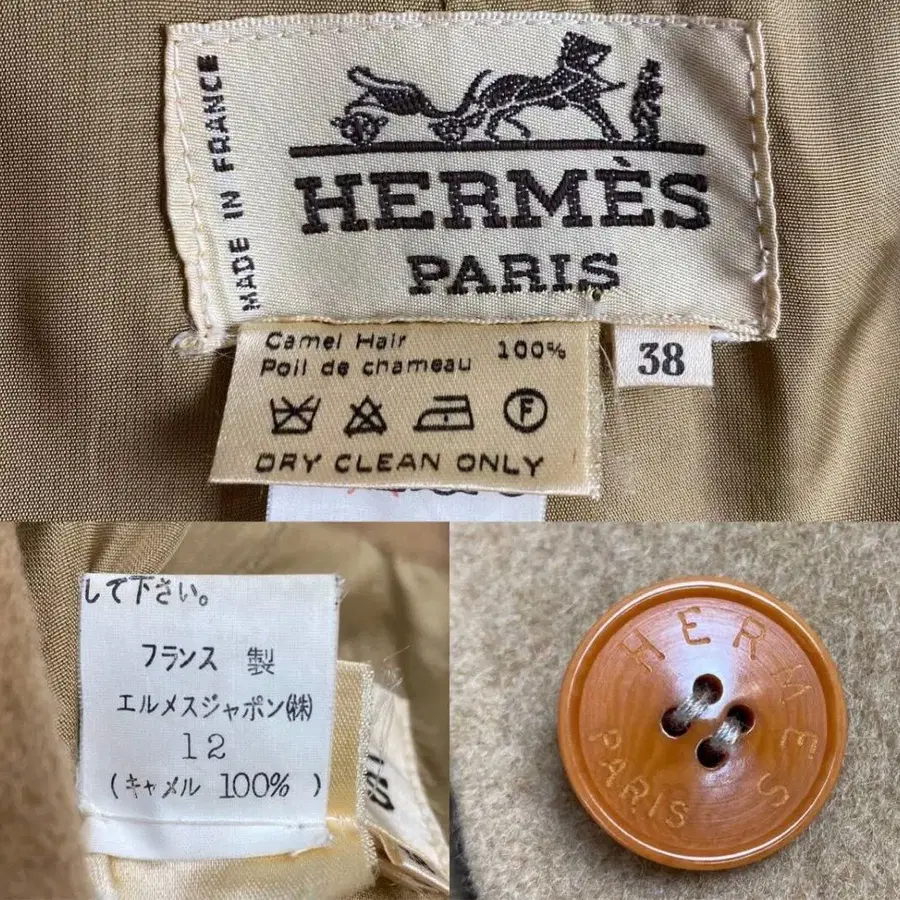 MADE IN FRANCE
HERMÈS
PARIS
Camel Hair
Poil de chameau 100%
38
F
DRY CLEAN ONLY
して下さい。
フランス 製
エルメスジャポン(株)
12
(キャメル 100%)
HERMES
PARIS